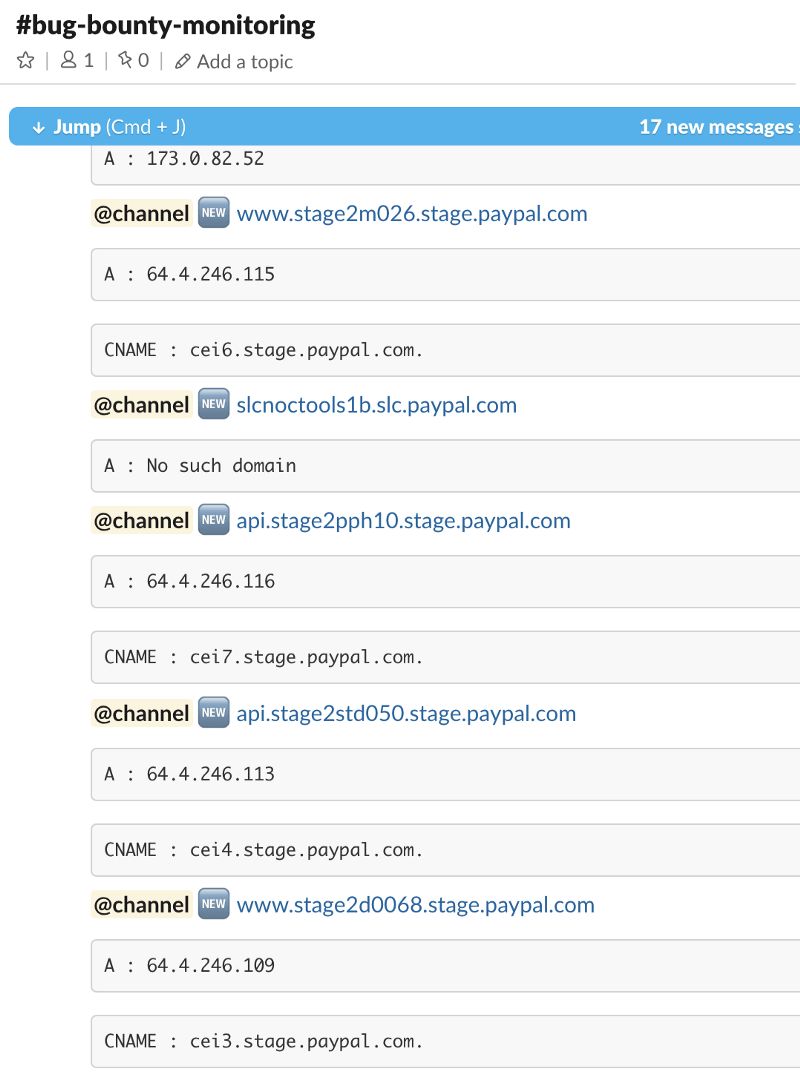 #bug-bounty-monitoring
☆ | 1 | 0 | Add a topic
↓ Jump (Cmd + J) 17 new messages
A : 173.0.82.52
@channel NEW www.stage2m026.stage.paypal.com
A : 64.4.246.115
CNAME : cei6.stage.paypal.com.
@channel NEW slcnoctools1b.slc.paypal.com
A : No such domain
@channel NEW api.stage2pph10.stage.paypal.com
A : 64.4.246.116
CNAME : cei7.stage.paypal.com.
@channel NEW api.stage2std050.stage.paypal.com
A : 64.4.246.113
CNAME : cei4.stage.paypal.com.
@channel NEW www.stage2d0068.stage.paypal.com
A : 64.4.246.109
CNAME : cei3.stage.paypal.com.